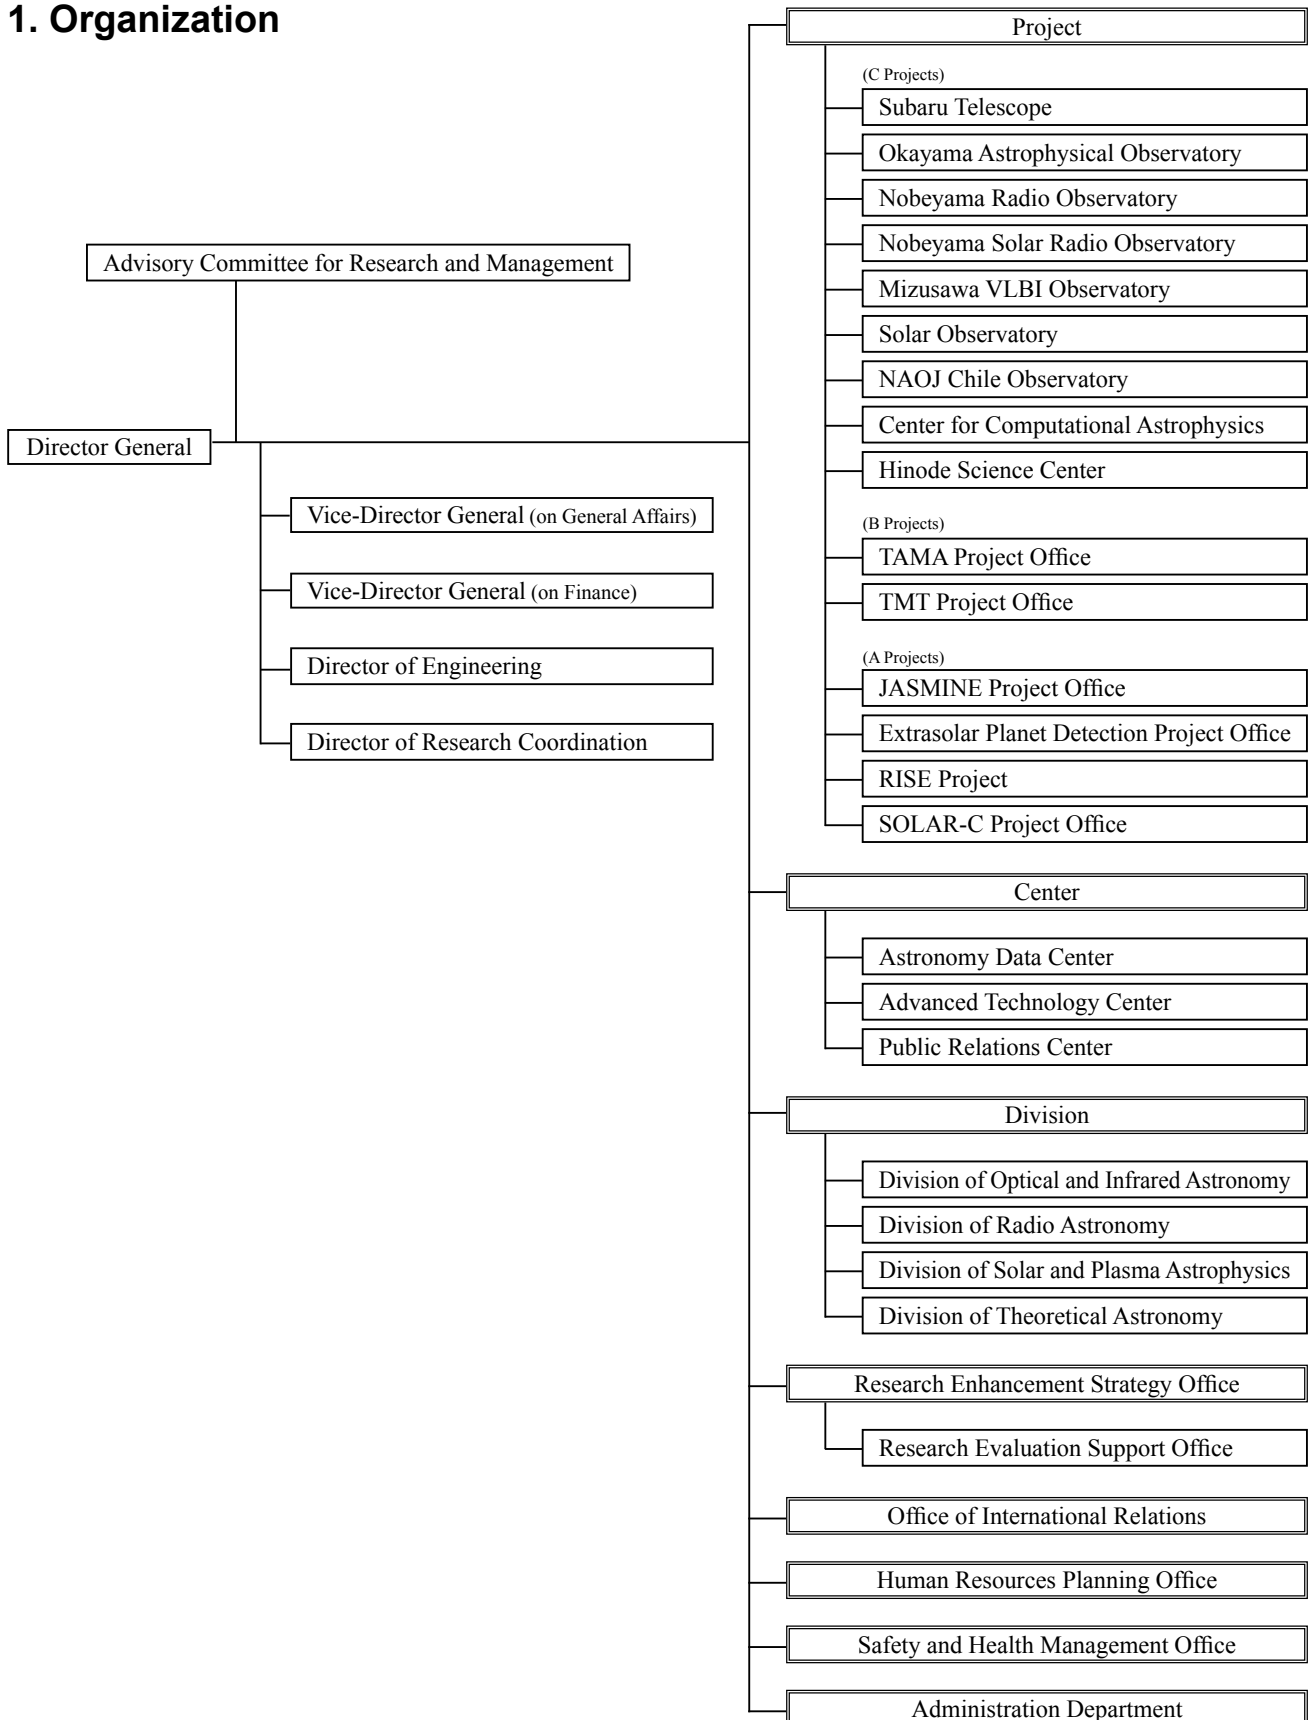 1. Organization
Advisory Committee for Research and Management
Director General
Vice-Director General (on General Affairs)
Vice-Director General (on Finance)
Director of Engineering
Director of Research Coordination
Project
(C Projects)
Subaru Telescope
Okayama Astrophysical Observatory
Nobeyama Radio Observatory
Nobeyama Solar Radio Observatory
Mizusawa VLBI Observatory
Solar Observatory
NAOJ Chile Observatory
Center for Computational Astrophysics
Hinode Science Center
(B Projects)
TAMA Project Office
TMT Project Office
(A Projects)
JASMINE Project Office
Extrasolar Planet Detection Project Office
RISE Project
SOLAR-C Project Office
Center
Astronomy Data Center
Advanced Technology Center
Public Relations Center
Division
Division of Optical and Infrared Astronomy
Division of Radio Astronomy
Division of Solar and Plasma Astrophysics
Division of Theoretical Astronomy
Research Enhancement Strategy Office
Research Evaluation Support Office
Office of International Relations
Human Resources Planning Office
Safety and Health Management Office
Administration Department